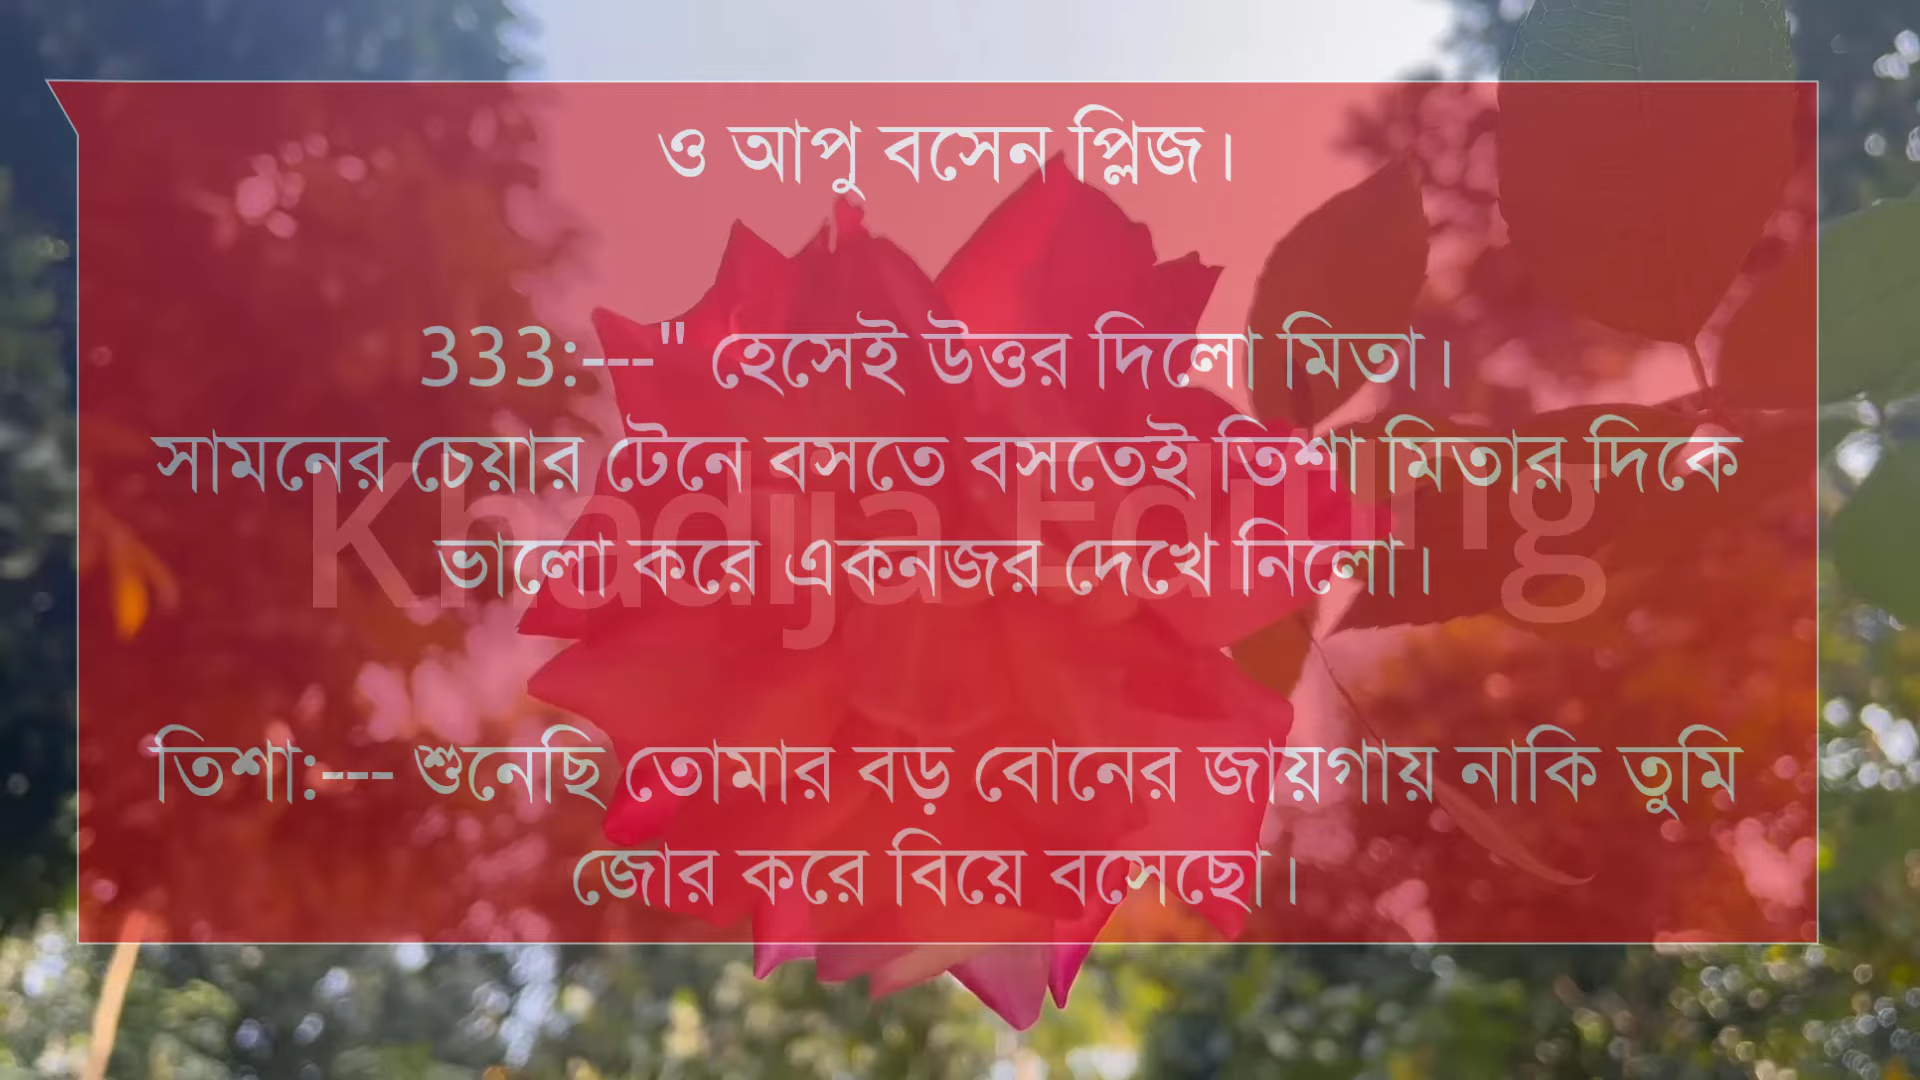 ও আপু বসেন প্লিজ।
333:---" হেসেই উত্তর দিলো মিতা।
সামনের চেয়ার টেনে বসতে বসতেই তিশা মিতার দিকে
ভালো করে একনজর দেখে নিলো।
Khadija Editing
তিশা:--- শুনেছি তোমার বড় বোনের জায়গায় নাকি তুমি
জোর করে বিয়ে বসেছো।